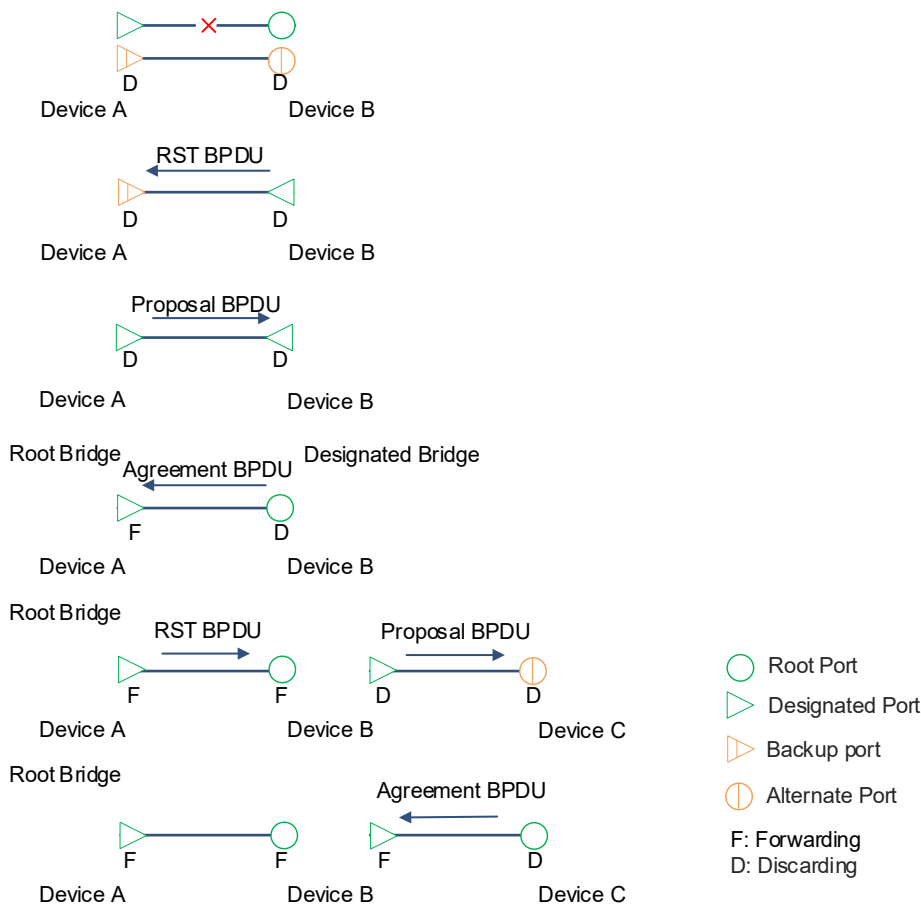 D D
Device A Device B
RST BPDU
D D
Device A Device B
Proposal BPDU
D D
Device A Device B
Root Bridge Designated Bridge
Agreement BPDU
F D
Device A Device B
Root Bridge
RST BPDU Proposal BPDU
F F D D
Device A Device B Device C
Root Bridge
Agreement BPDU
F F F D
Device A Device B Device C
Root Port
Designated Port
Backup port
Alternate Port
F: Forwarding
D: Discarding